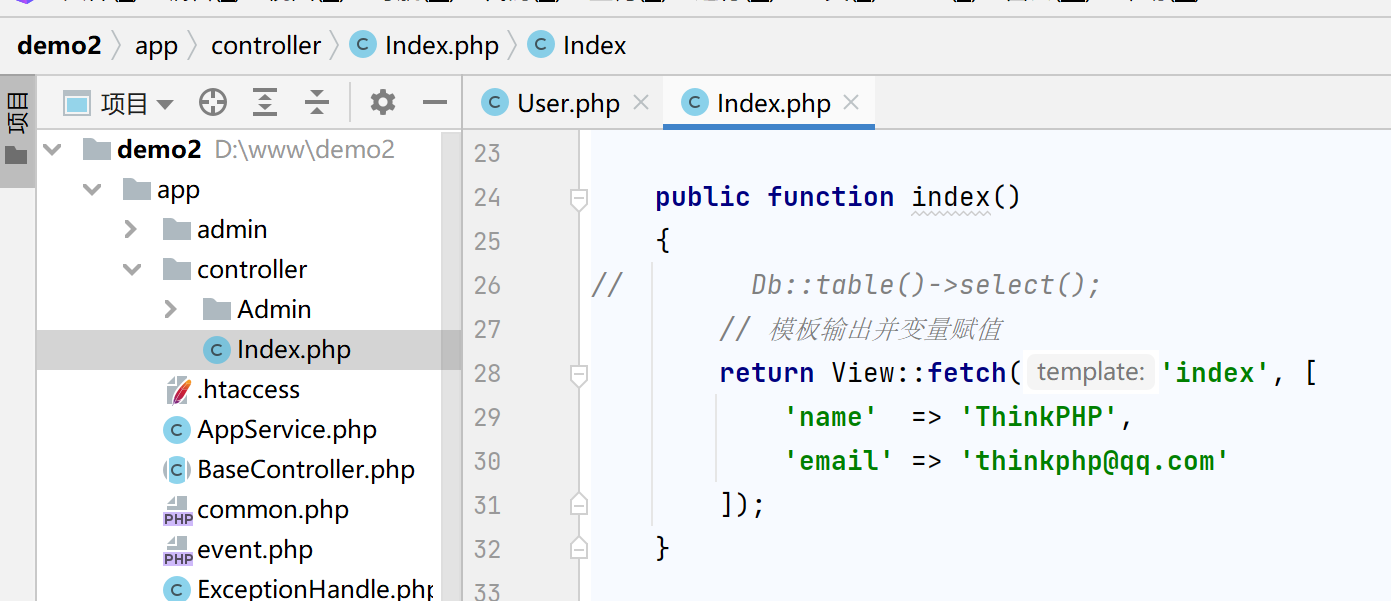 demo2 app controller Index.php Index
项目
项目
User.php
Index.php
demo2 D:\www\demo2
app
admin
controller
Admin
Index.php
.htaccess
AppService.php
BaseController.php
common.php
event.php
ExceptionHandle.php
23
24 public function index()
25 {
26 // Db::table()->select();
27 // 模板输出并变量赋值
28 return View::fetch( template: 'index', [
29 'name' => 'ThinkPHP',
30 'email' => 'thinkphp@qq.com'
31 ]);
32 }
33